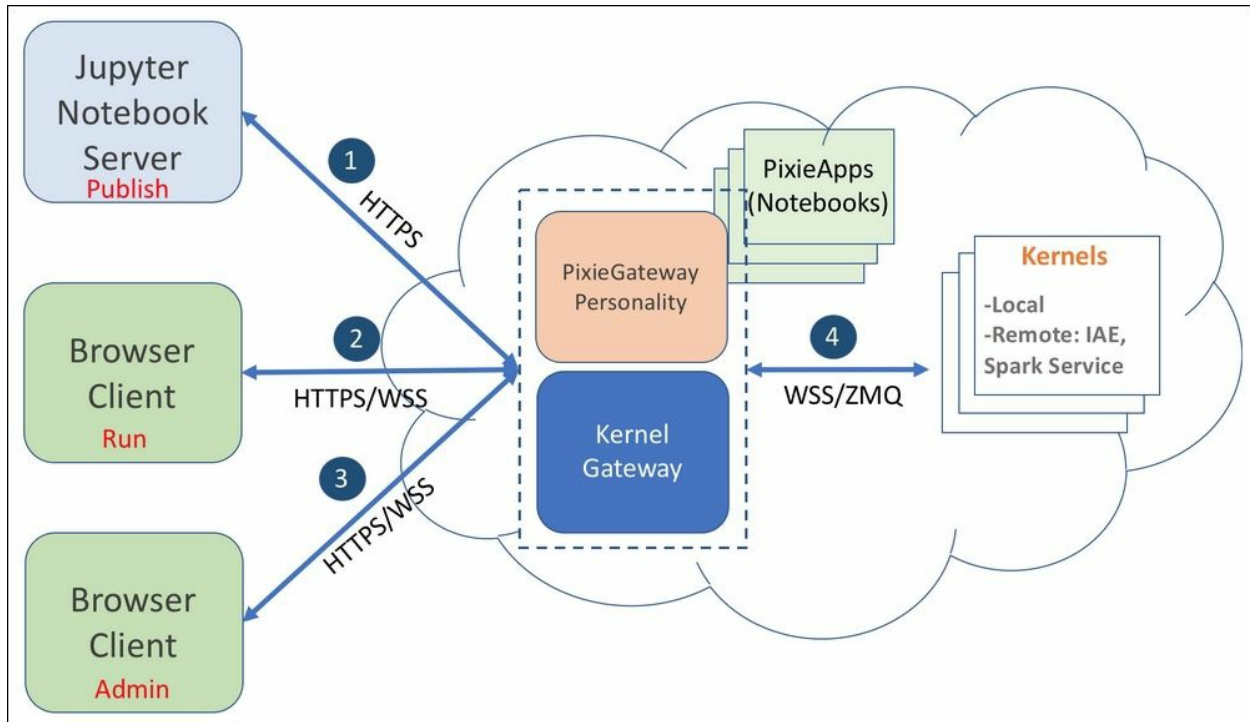 Jupyter
Notebook
Server
Publish
1
HTTPS
Browser
Client
Run
2
HTTPS/WSS
Browser
Client
Admin
3
HTTPS/WSS
PixieGateway
Personality
Kernel
Gateway
PixieApps
(Notebooks)
4
WSS/ZMQ
Kernels
-Local
-Remote: IAE,
Spark Service